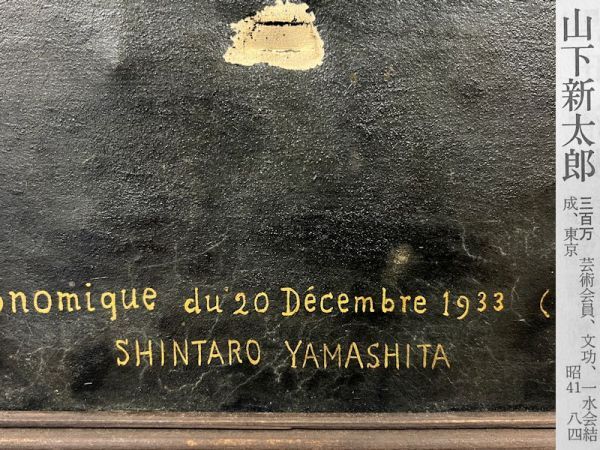 onomique du 20 Décembre 1933 (
SHINTARO YAMASHITA
山下新太郎
三百万 芸術会員、文功、一水会結
成、東京 昭41 八四